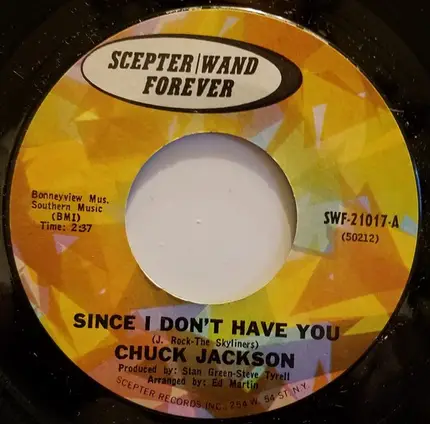 SCEPTER/WAND
FOREVER
Bonneyview Mus.
Southern Music
(BMI)
Time: 2:37
SWF-21017-A
(50212)
SINCE I DON'T HAVE YOU
(J. Rock-The Skyliners)
CHUCK JACKSON
Produced by: Stan Green-Steve Tyrell
Arranged by: Ed Martin
SCEPTER RECORDS INC., 254 W. 54 ST. N.Y.